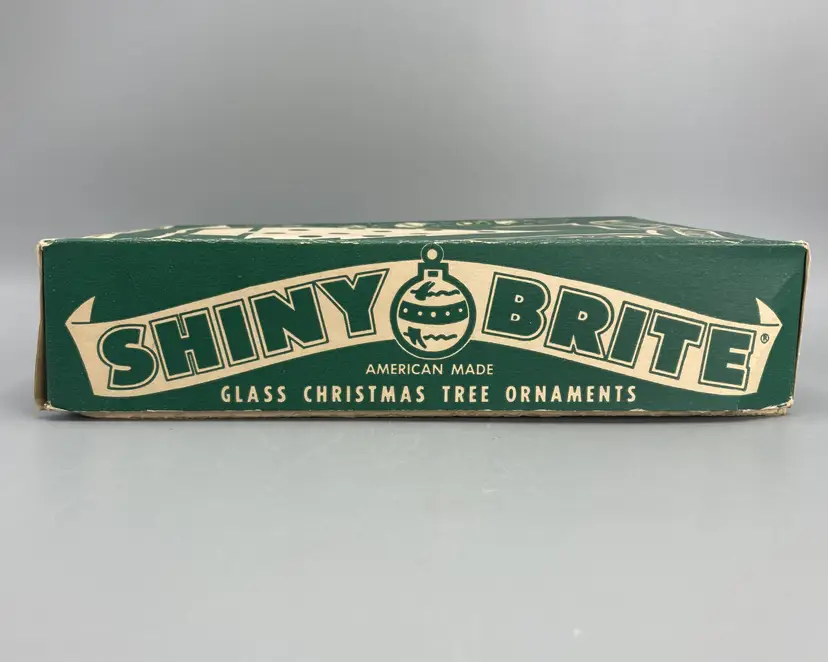 SHINY BRITE®
AMERICAN MADE
GLASS CHRISTMAS TREE ORNAMENTS